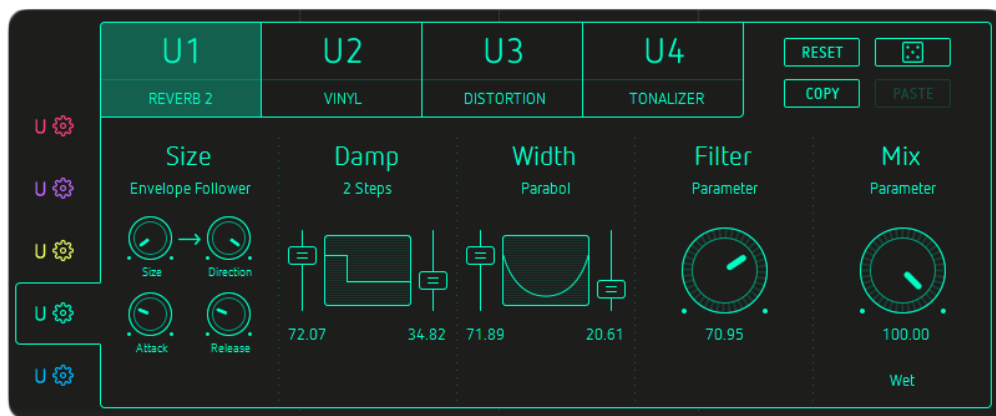 U1 U2 U3 U4
REVERB 2 VINYL DISTORTION TONALIZER
RESET
COPY PASTE
U
U
U
U
U
Size Damp Width Filter Mix
Envelope Follower 2 Steps Parabol Parameter Parameter
Size Direction
Attack Release
72.07 34.82 71.89 20.61 70.95 100.00
Wet